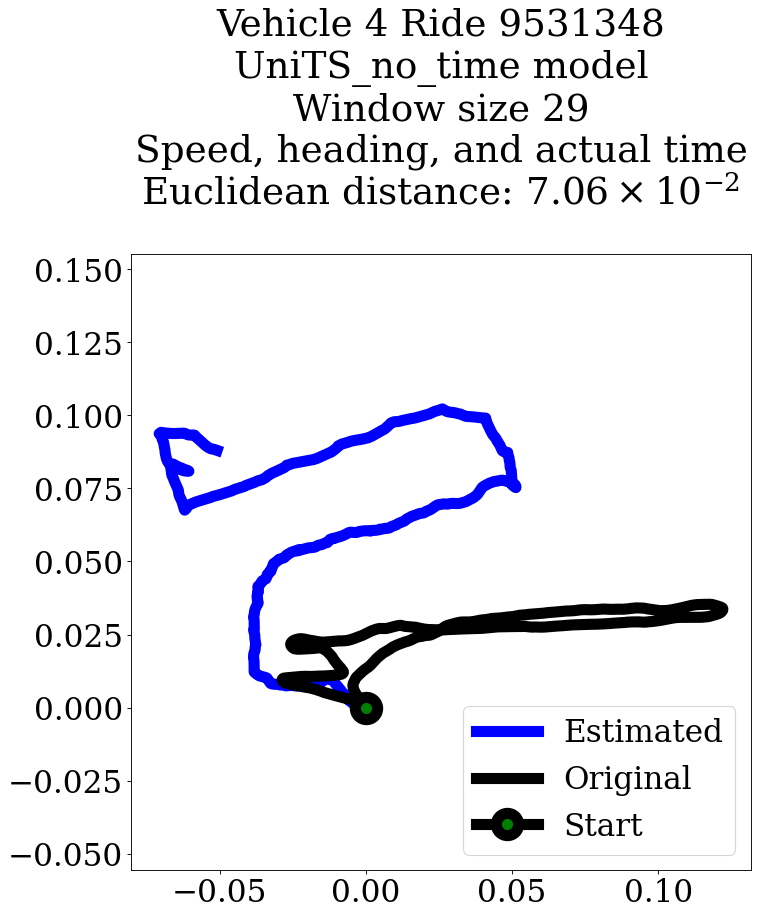 Vehicle 4 Ride 9531348
UniTS_no_time model
Window size 29
Speed, heading, and actual time
Euclidean distance: 7.06 × 10⁻²
0.150
0.125
0.100
0.075
0.050
0.025
0.000
−0.025
−0.050
−0.05 0.00 0.05 0.10
Estimated
Original
Start